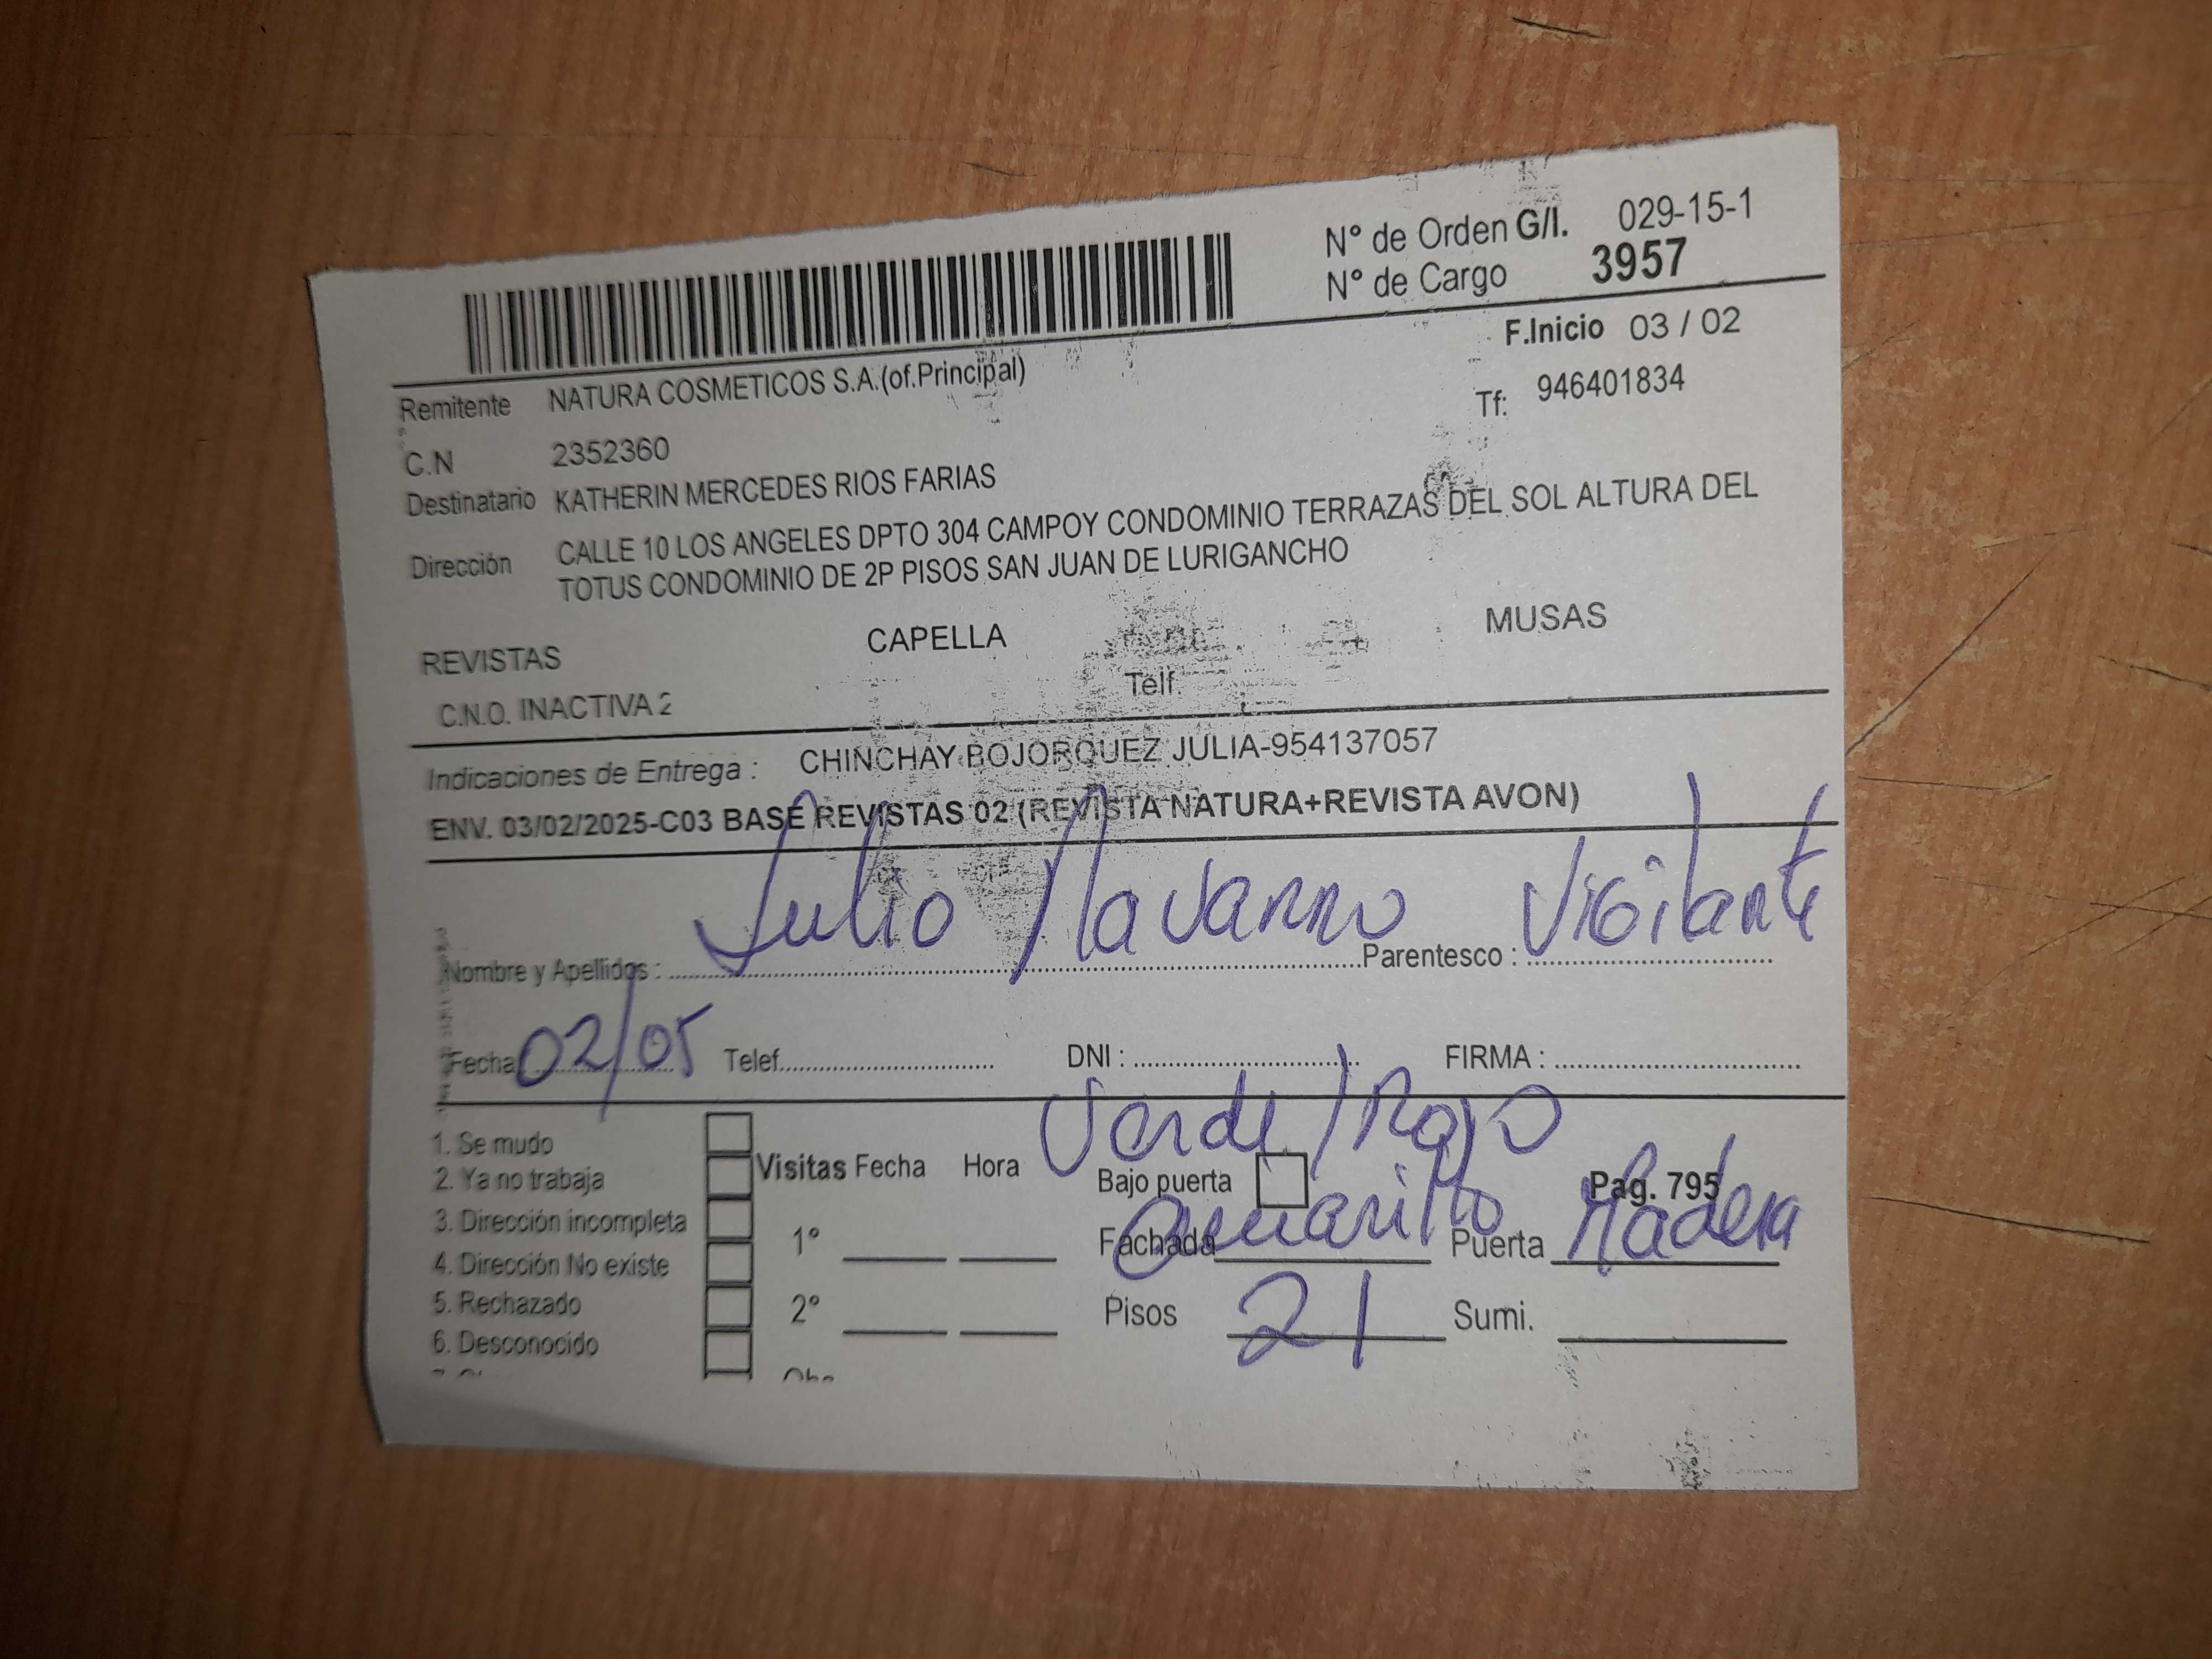 N° de Orden G/I. 029-15-1
N° de Cargo 3957
F.Inicio 03 / 02
Remitente NATURA COSMETICOS S.A.(of.Principal)
Tf: 946401834
C.N 2352360
Destinatario KATHERIN MERCEDES RIOS FARIAS
Dirección CALLE 10 LOS ANGELES DPTO 304 CAMPOY CONDOMINIO TERRAZAS DEL SOL ALTURA DEL
TOTUS CONDOMINIO DE 2P PISOS SAN JUAN DE LURIGANCHO
REVISTAS CAPELLA MUSAS
C.N.O. INACTIVA 2 Telf.
Indicaciones de Entrega : CHINCHAY BOJORQUEZ JULIA-954137057
ENV. 03/02/2025-C03 BASE REVISTAS 02 (REVISTA NATURA+REVISTA AVON)
Nombre y Apellidos : Julio Navarro Parentesco : Vigilante
Fecha 02/05 Telef. DNI : FIRMA :
Verde/Rojo
1. Se mudo
2. Ya no trabaja Visitas Fecha Hora Bajo puerta Pag. 795
3. Dirección incompleta 1° Fachada amarillo Puerta Madera
4. Dirección No existe
5. Rechazado 2° Pisos 21 Sumi.
6. Desconocido